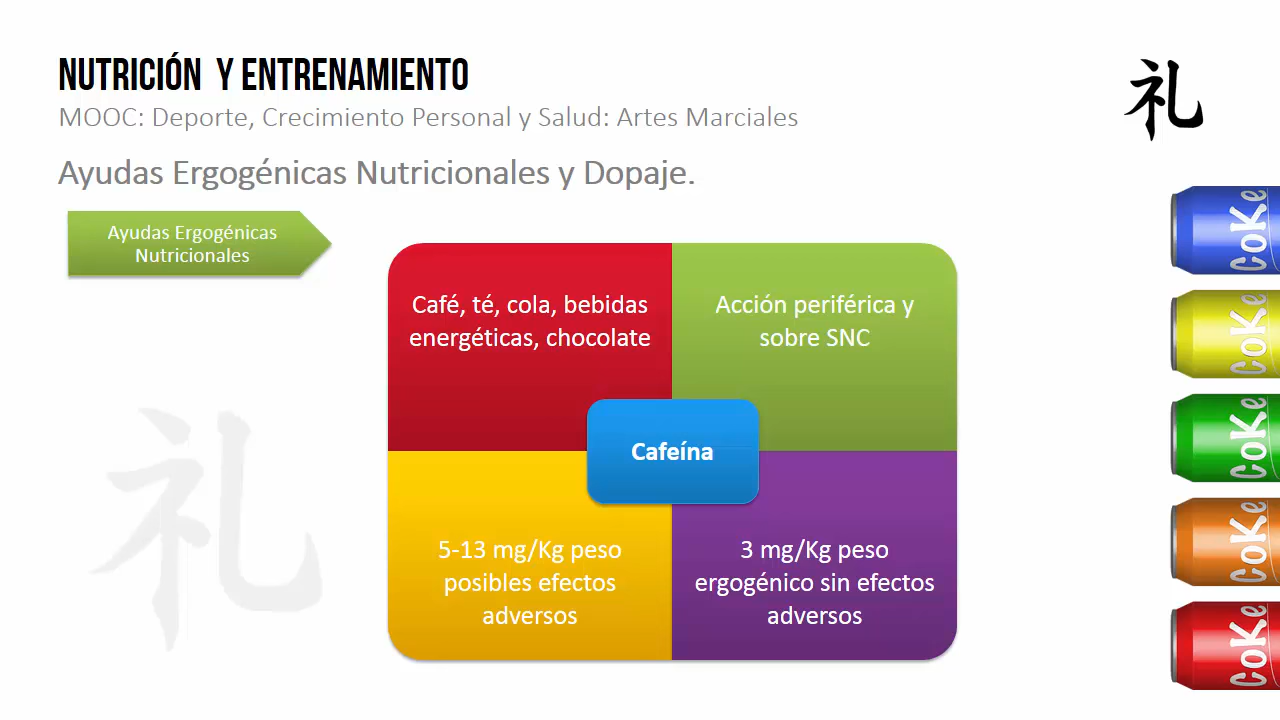 NUTRICIÓN Y ENTRENAMIENTO
礼
MOOC: Deporte, Crecimiento Personal y Salud: Artes Marciales
Ayudas Ergogénicas Nutricionales y Dopaje.
Ayudas Ergogénicas
Nutricionales
Café, té, cola, bebidas
energéticas, chocolate
Acción periférica y
sobre SNC
Cafeína
5-13 mg/Kg peso
posibles efectos
adversos
3 mg/Kg peso
ergogénico sin efectos
adversos
礼
CoKe
CoKe
CoKe
CoKe
CoKe